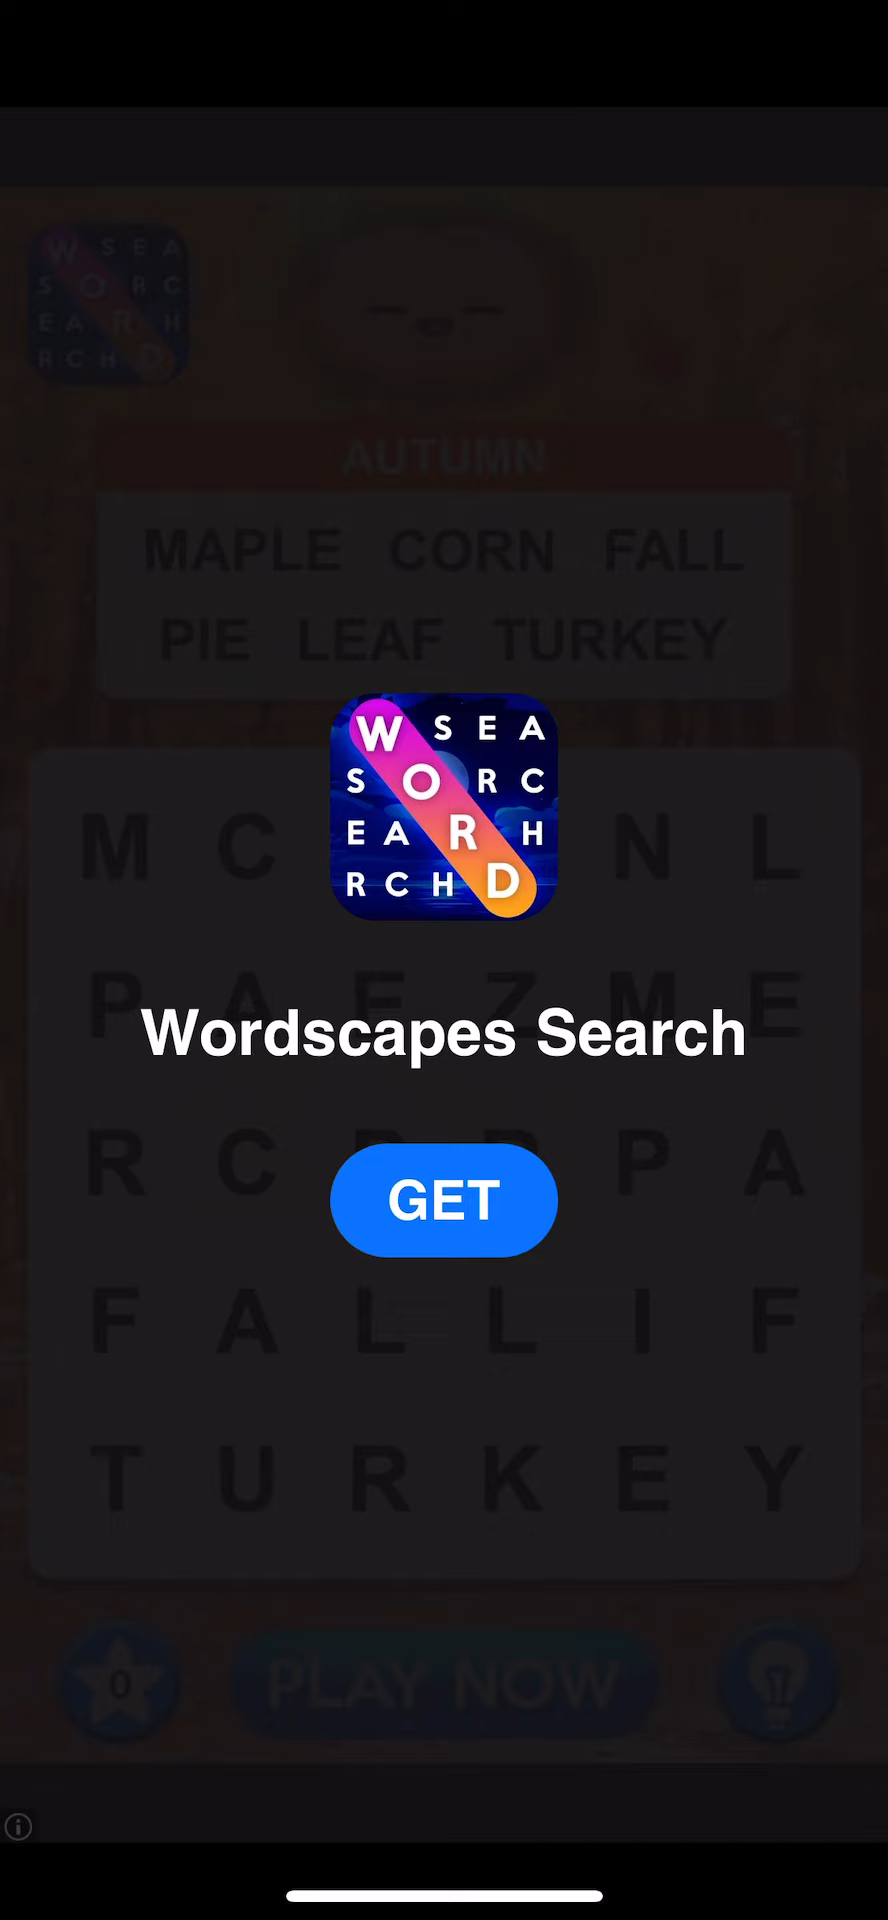 W S E A
S O R C
E A R H
R C H D
AUTUMN
MAPLE CORN FALL
PIE LEAF TURKEY
W S E A
S O R C
E A R H
R C H D
M C N L
P A E Z M E
Wordscapes Search
R C P A
GET
F A L L I F
T U R K E Y
0 PLAY NOW